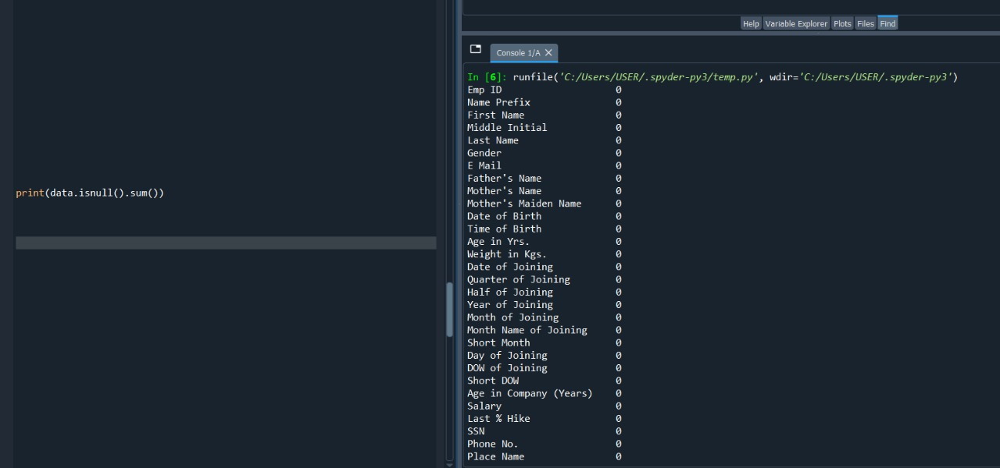 print(data.isnull().sum())
Help Variable Explorer Plots Files Find
Console 1/A
In [6]: runfile('C:/Users/USER/.spyder-py3/temp.py', wdir='C:/Users/USER/.spyder-py3')
Emp ID 0
Name Prefix 0
First Name 0
Middle Initial 0
Last Name 0
Gender 0
E Mail 0
Father's Name 0
Mother's Name 0
Mother's Maiden Name 0
Date of Birth 0
Time of Birth 0
Age in Yrs. 0
Weight in Kgs. 0
Date of Joining 0
Quarter of Joining 0
Half of Joining 0
Year of Joining 0
Month of Joining 0
Month Name of Joining 0
Short Month 0
Day of Joining 0
DOW of Joining 0
Short DOW 0
Age in Company (Years) 0
Salary 0
Last % Hike 0
SSN 0
Phone No. 0
Place Name 0